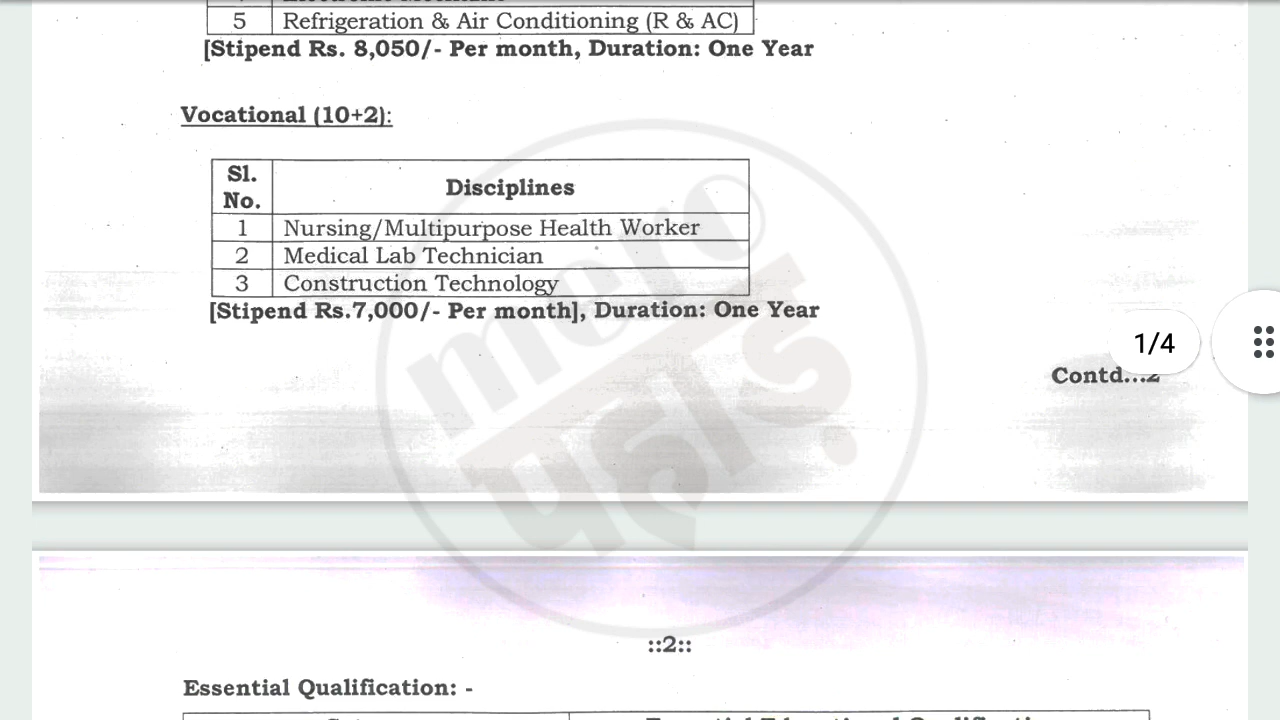 5 Refrigeration & Air Conditioning (R & AC)
[Stipend Rs. 8,050/- Per month, Duration: One Year
Vocational (10+2):
Sl. No. Disciplines
1 Nursing/Multipurpose Health Worker
2 Medical Lab Technician
3 Construction Technology
[Stipend Rs.7,000/- Per month], Duration: One Year
1/4
Contd...2
mero
::2::
Essential Qualification: -